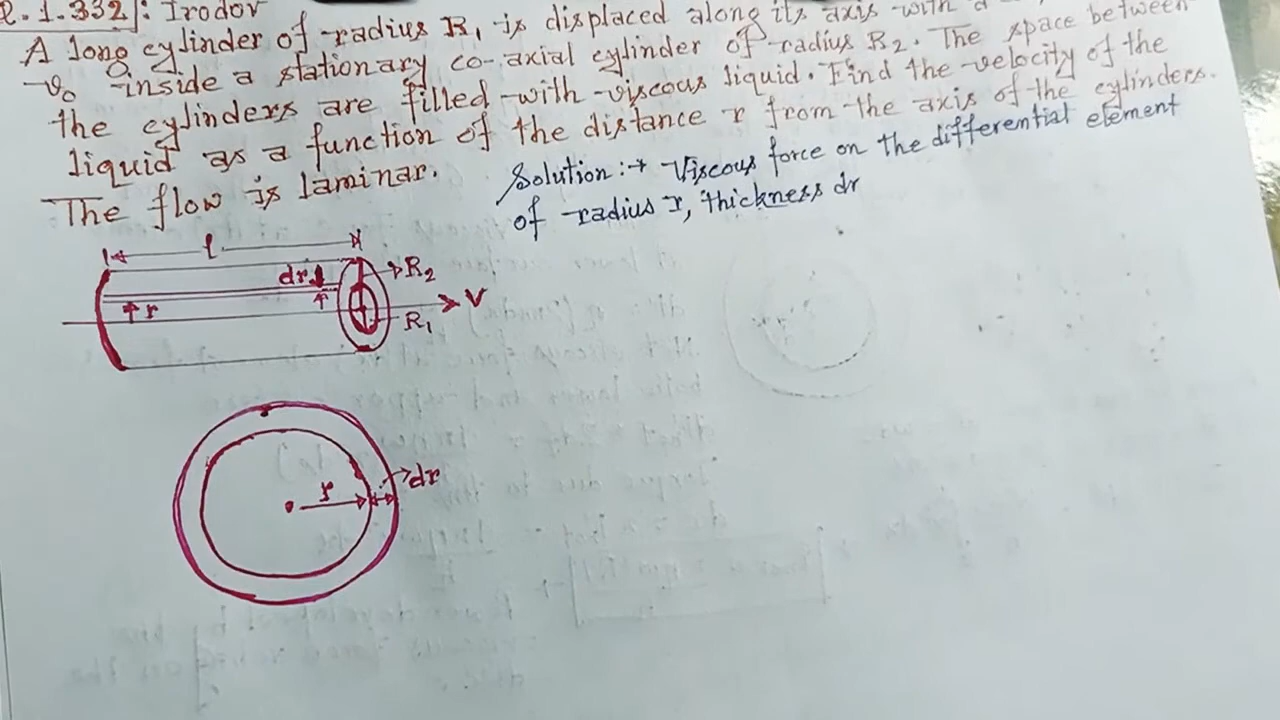 1.332]: Irodov
A long cylinder of radius R₁ is displaced along its axis with a
v₀ inside a stationary co-axial cylinder of radius R₂. The space between
the cylinders are filled with viscous liquid. Find the velocity of the
liquid as a function of the distance r from the axis of the cylinders.
The flow is laminar.
Solution :→ Viscous force on the differential element
of radius r, thickness dr
l
dr
R₂
r
V
R₁
r
dr